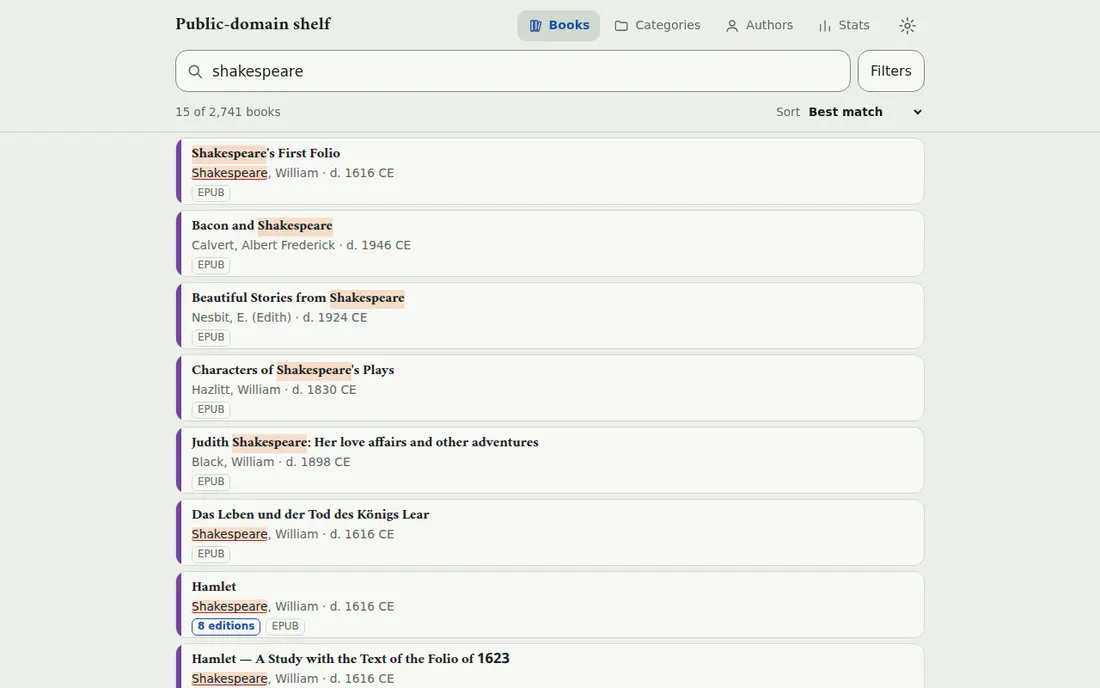 Public-domain shelf
Books
Categories
Authors
Stats
shakespeare
Filters
15 of 2,741 books
Sort Best match
Shakespeare's First Folio
Shakespeare, William · d. 1616 CE
EPUB
Bacon and Shakespeare
Calvert, Albert Frederick · d. 1946 CE
EPUB
Beautiful Stories from Shakespeare
Nesbit, E. (Edith) · d. 1924 CE
EPUB
Characters of Shakespeare's Plays
Hazlitt, William · d. 1830 CE
EPUB
Judith Shakespeare: Her love affairs and other adventures
Black, William · d. 1898 CE
EPUB
Das Leben und der Tod des Königs Lear
Shakespeare, William · d. 1616 CE
EPUB
Hamlet
Shakespeare, William · d. 1616 CE
8 editions EPUB
Hamlet — A Study with the Text of the Folio of 1623
Shakespeare, William · d. 1616 CE